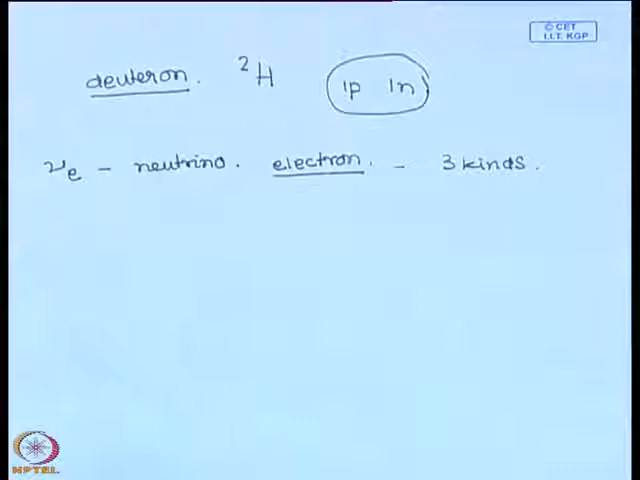 © CET
I.I.T. KGP
deuteron. ²H 1p 1n
νe - neutrino. electron. - 3 kinds.
NPTEL